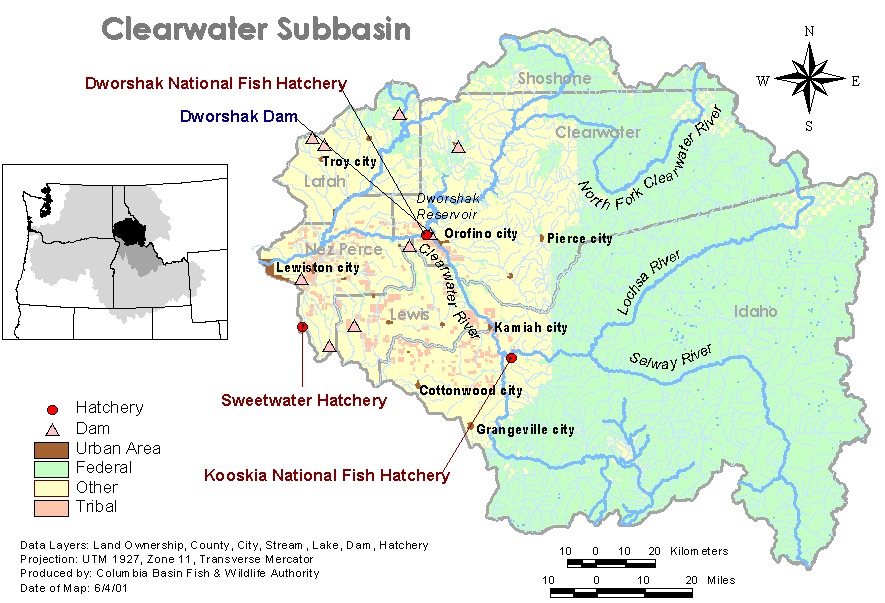 Clearwater Subbasin
N
W
E
S
Dworshak National Fish Hatchery
Dworshak Dam
Shoshone
Clearwater
North Fork Clearwater River
Troy city
Latah
Dworshak
Reservoir
Orofino city
Pierce city
Nez Perce
Lewiston city
Clearwater River
Lochsa River
Idaho
Lewis
Kamiah city
Selway River
Cottonwood city
Sweetwater Hatchery
Grangeville city
Kooskia National Fish Hatchery
Hatchery
Dam
Urban Area
Federal
Other
Tribal
Data Layers: Land Ownership, County, City, Stream, Lake, Dam, Hatchery
Projection: UTM 1927, Zone 11, Transverse Mercator
Produced by: Columbia Basin Fish & Wildlife Authority
Date of Map: 6/4/01
10 0 10 20 Kilometers
10 0 10 20 Miles